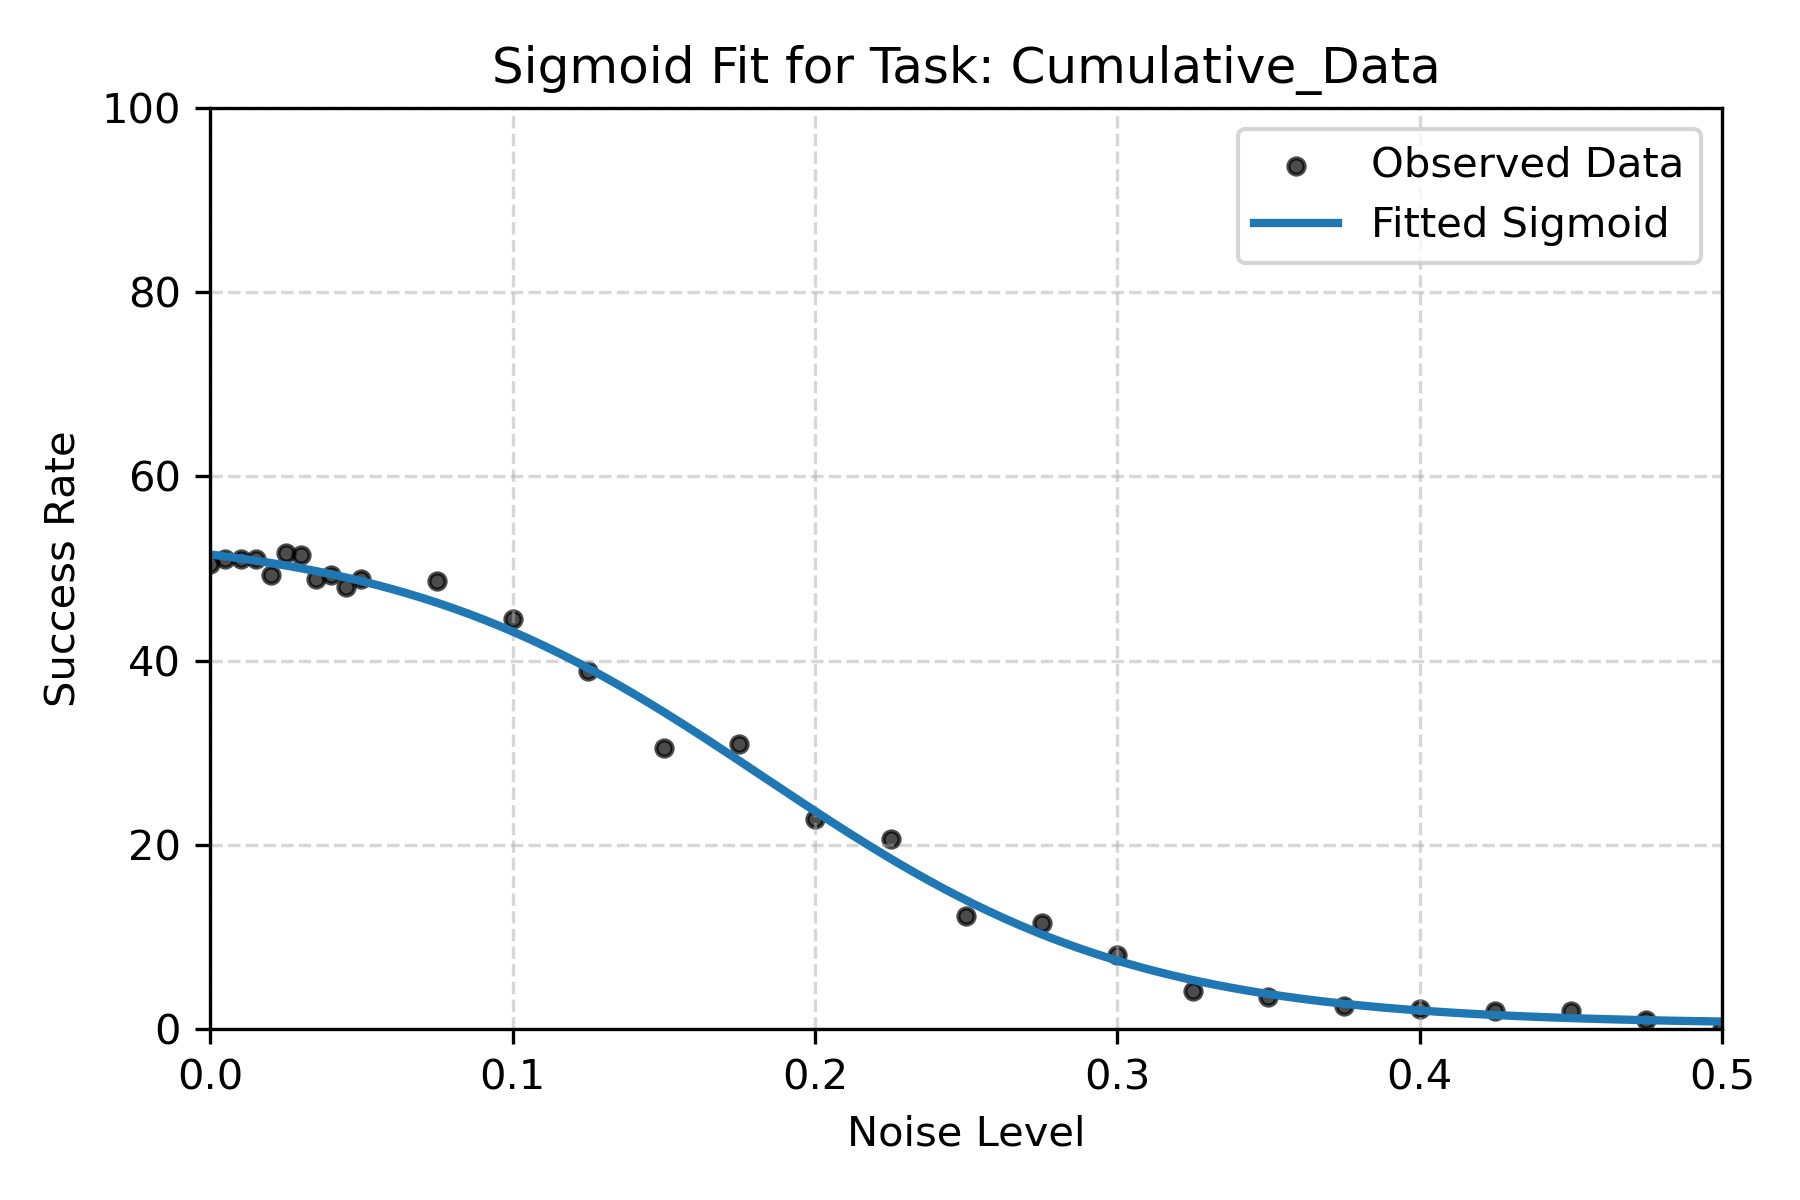 Sigmoid Fit for Task: Cumulative_Data
100
80
60
40
20
0
Success Rate
Observed Data
Fitted Sigmoid
0.0 0.1 0.2 0.3 0.4 0.5
Noise Level